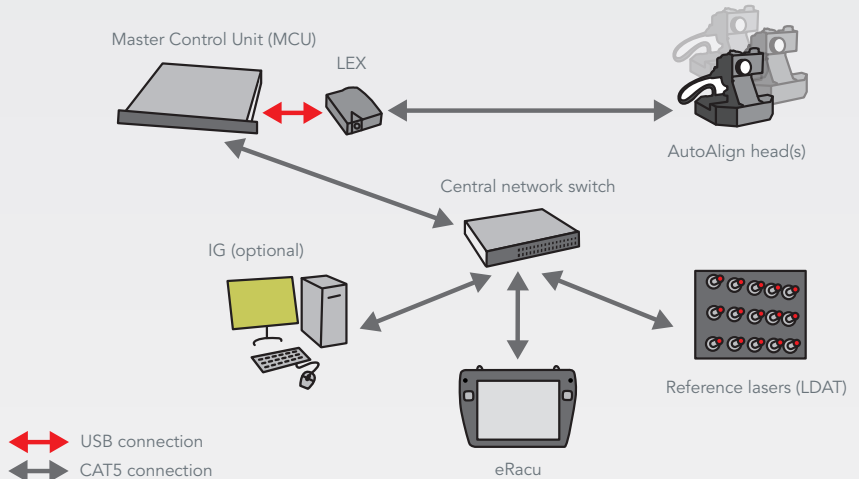 Master Control Unit (MCU)
LEX
AutoAlign head(s)
Central network switch
IG (optional)
Reference lasers (LDAT)
eRacu
USB connection
CAT5 connection